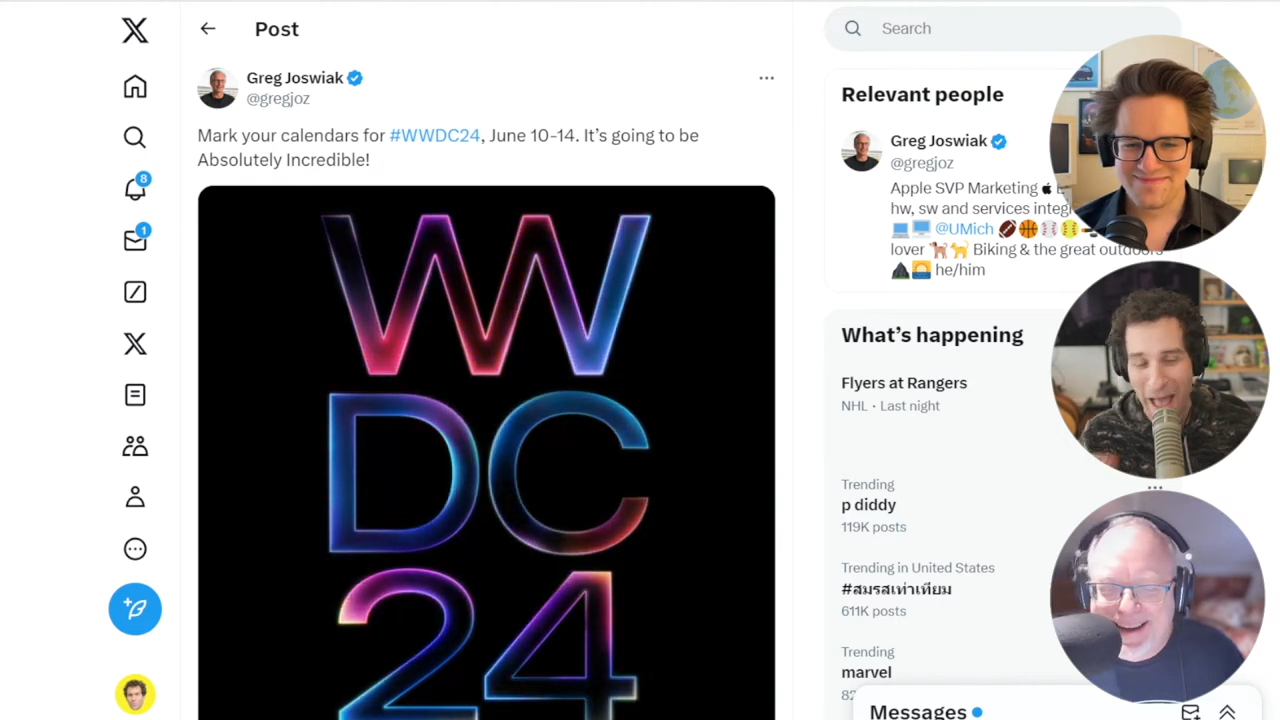 Post
Greg Joswiak
@gregjoz
Mark your calendars for #WWDC24, June 10-14. It's going to be
Absolutely Incredible!
WW
DC
24
8
1
Search
Relevant people
Greg Joswiak
@gregjoz
Apple SVP Marketing
hw, sw and services
@UMich
lover Biking & the great outdoors
he/him
What's happening
Flyers at Rangers
NHL · Last night
Trending
p diddy
119K posts
Trending in United States
#สมรสเท่าเทียม
611K posts
Trending
marvel
Messages